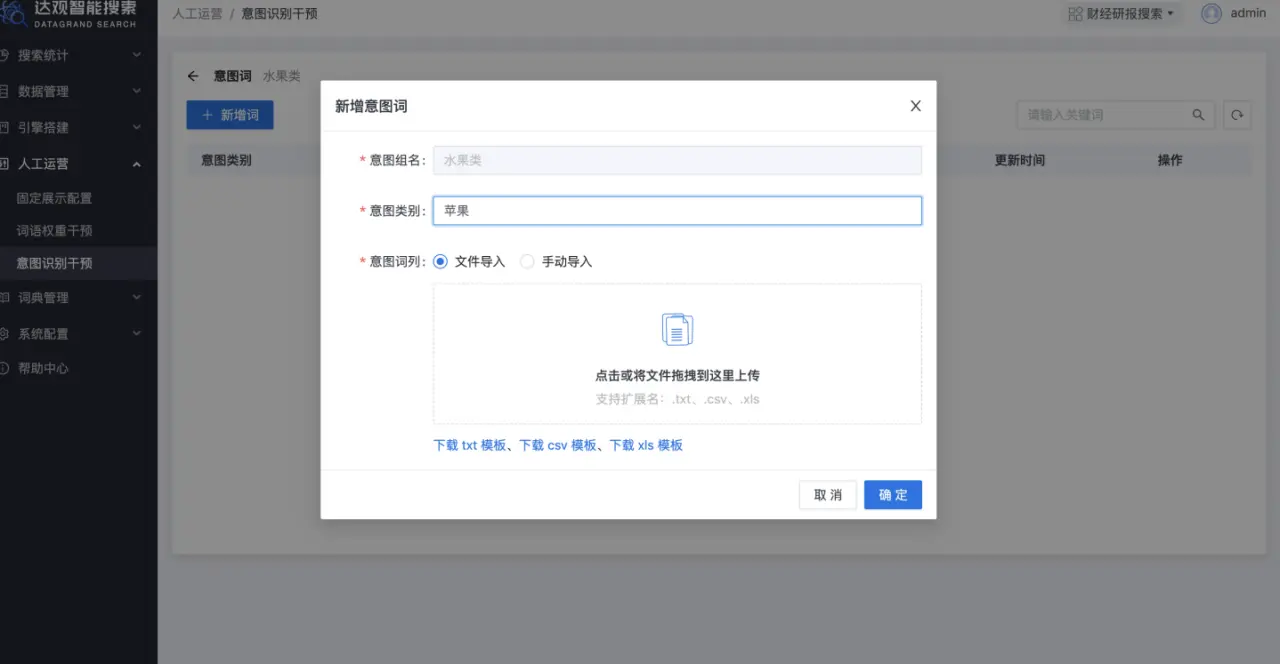 达观智能搜索
DATAGRAND SEARCH
人工运营 / 意图识别干预
财经研报搜索
admin
搜索统计
数据管理
引擎搭建
人工运营
固定展示配置
词语权重干预
意图识别干预
词典管理
系统配置
帮助中心
意图词 水果类
+ 新增词
请输入关键词
意图类别
更新时间
操作
新增意图词
* 意图组名: 水果类
* 意图类别: 苹果
* 意图词列: 文件导入 手动导入
点击或将文件拖拽到这里上传
支持扩展名: .txt、.csv、.xls
下载 txt 模板、下载 csv 模板、下载 xls 模板
取 消
确 定